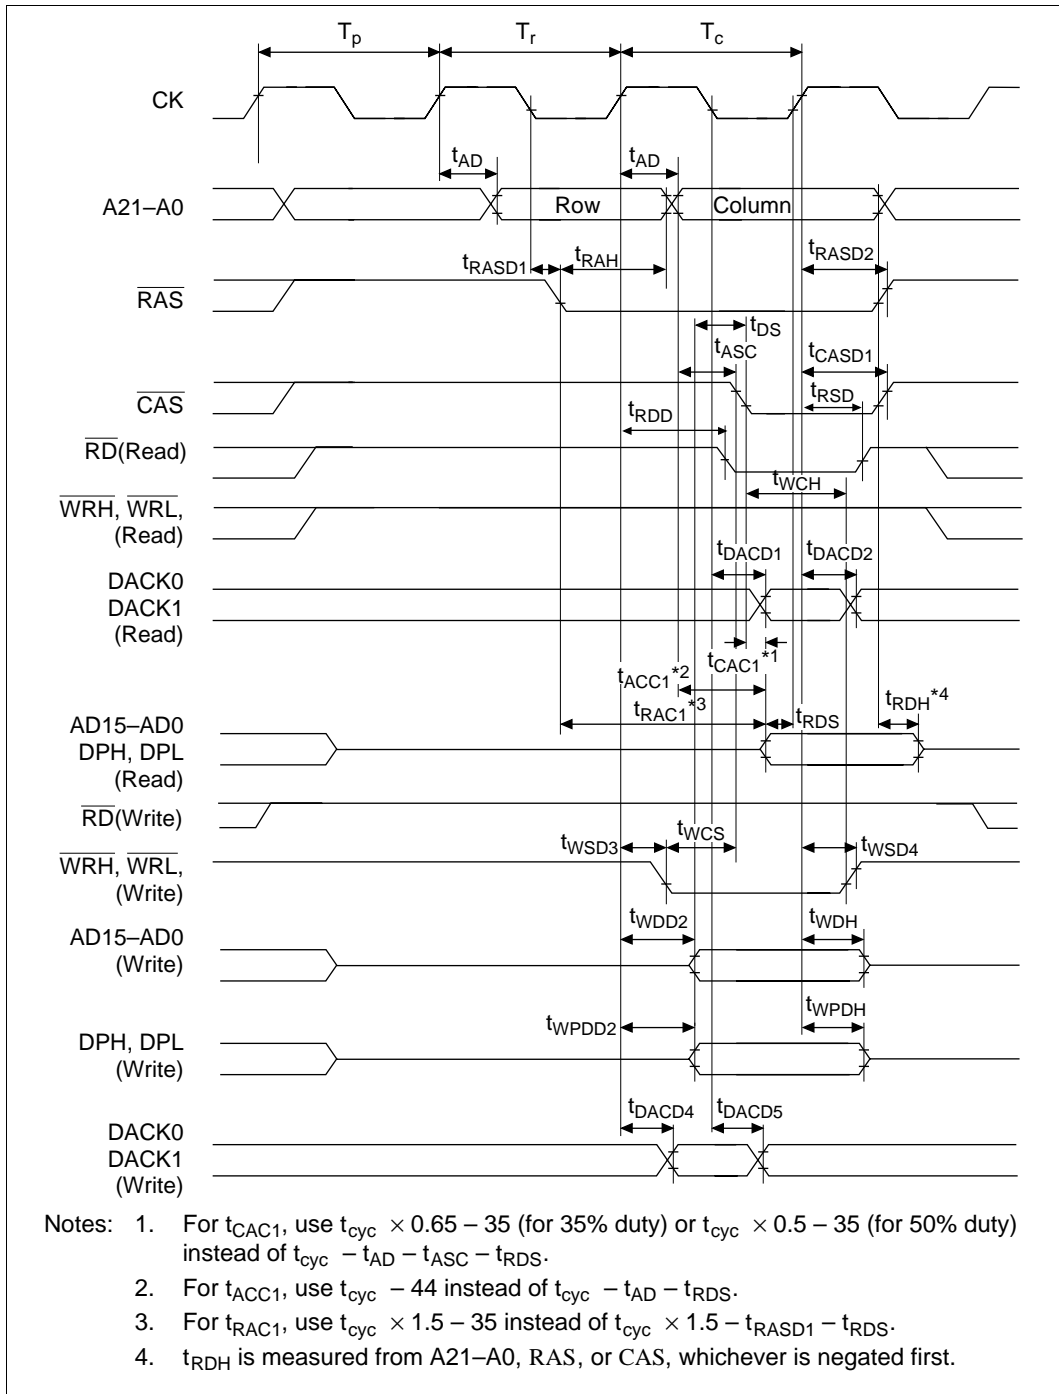 Tp Tr Tc
CK
tAD tAD
A21–A0 Row Column
tRASD1 tRAH tRASD2
RAS
tDS
tASC tCASD1
CAS
tRSD
tRDD
RD(Read)
tWCH
WRH, WRL,
(Read)
tDACD1 tDACD2
DACK0
DACK1
(Read)
tCAC1*1
tACC1*2
tRAC1*3 tRDS tRDH*4
AD15–AD0
DPH, DPL
(Read)
RD(Write)
tWSD3 tWCS tWSD4
WRH, WRL,
(Write)
tWDD2 tWDH
AD15–AD0
(Write)
tWPDD2 tWPDH
DPH, DPL
(Write)
tDACD4 tDACD5
DACK0
DACK1
(Write)
Notes: 1. For tCAC1, use tcyc × 0.65 – 35 (for 35% duty) or tcyc × 0.5 – 35 (for 50% duty)
instead of tcyc – tAD – tASC – tRDS.
2. For tACC1, use tcyc – 44 instead of tcyc – tAD – tRDS.
3. For tRAC1, use tcyc × 1.5 – 35 instead of tcyc × 1.5 – tRASD1 – tRDS.
4. tRDH is measured from A21–A0, RAS, or CAS, whichever is negated first.